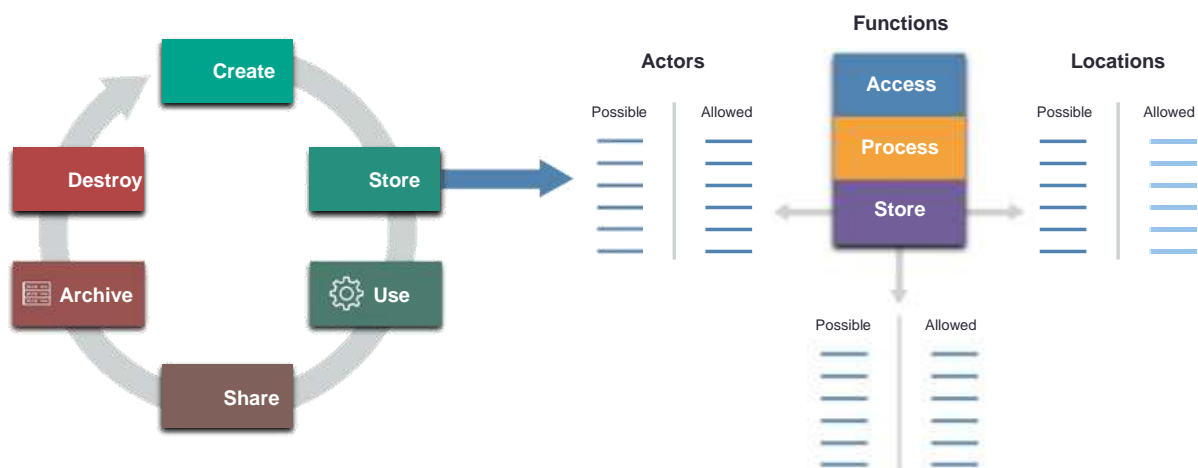 Create
Destroy
Store
Archive
Use
Share
Actors
Possible
Allowed
Functions
Access
Process
Store
Locations
Possible
Allowed
Possible
Allowed